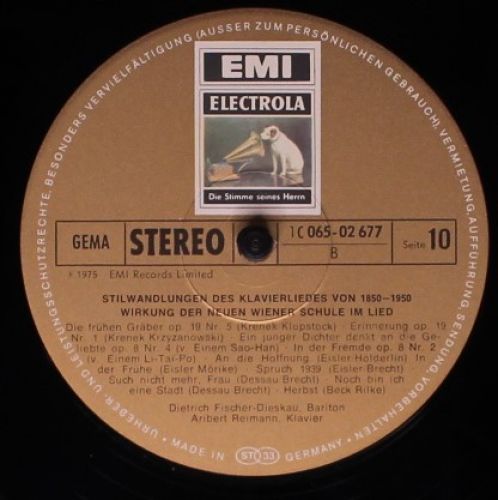 EMI
ELECTROLA
Die Stimme seines Herrn
GEMA STEREO 1C 065-02 677 Seite 10
B
℗ 1975 EMI Records Limited
STILWANDLUNGEN DES KLAVIERLIEDES VON 1850-1950
WIRKUNG DER NEUEN WIENER SCHULE IM LIED
Die frühen Gräber op. 19 Nr. 5 (Krenek Klopstock) - Erinnerung op. 19
Nr. 1 (Krenek Krzyzanowski) - Ein junger Dichter denkt an die Ge-
liebte op. 8 Nr. 4 (v. Einem Sao-Han) - In der Fremde op. 8 Nr. 2
(v. Einem Li-Tai-Po) - An die Hoffnung (Eisler Hölderlin) - In
der Frühe (Eisler Mörike) - Spruch 1939 (Eisler-Brecht)
Such nicht mehr, Frau (Dessau Brecht) - Noch bin ich
eine Stadt (Dessau Brecht) - Herbst (Beck Rilke)
Dietrich Fischer-Dieskau, Bariton
Aribert Reimann, Klavier
URHEBER- UND LEISTUNGSSCHUTZRECHTE, BESONDERS VERVIELFÄLTIGUNG (AUSSER ZUM PERSÖNLICHEN GEBRAUCH), VERMIETUNG, AUFFÜHRUNG, SENDUNG, VORBEHALTEN • MADE IN GERMANY •
ST 33